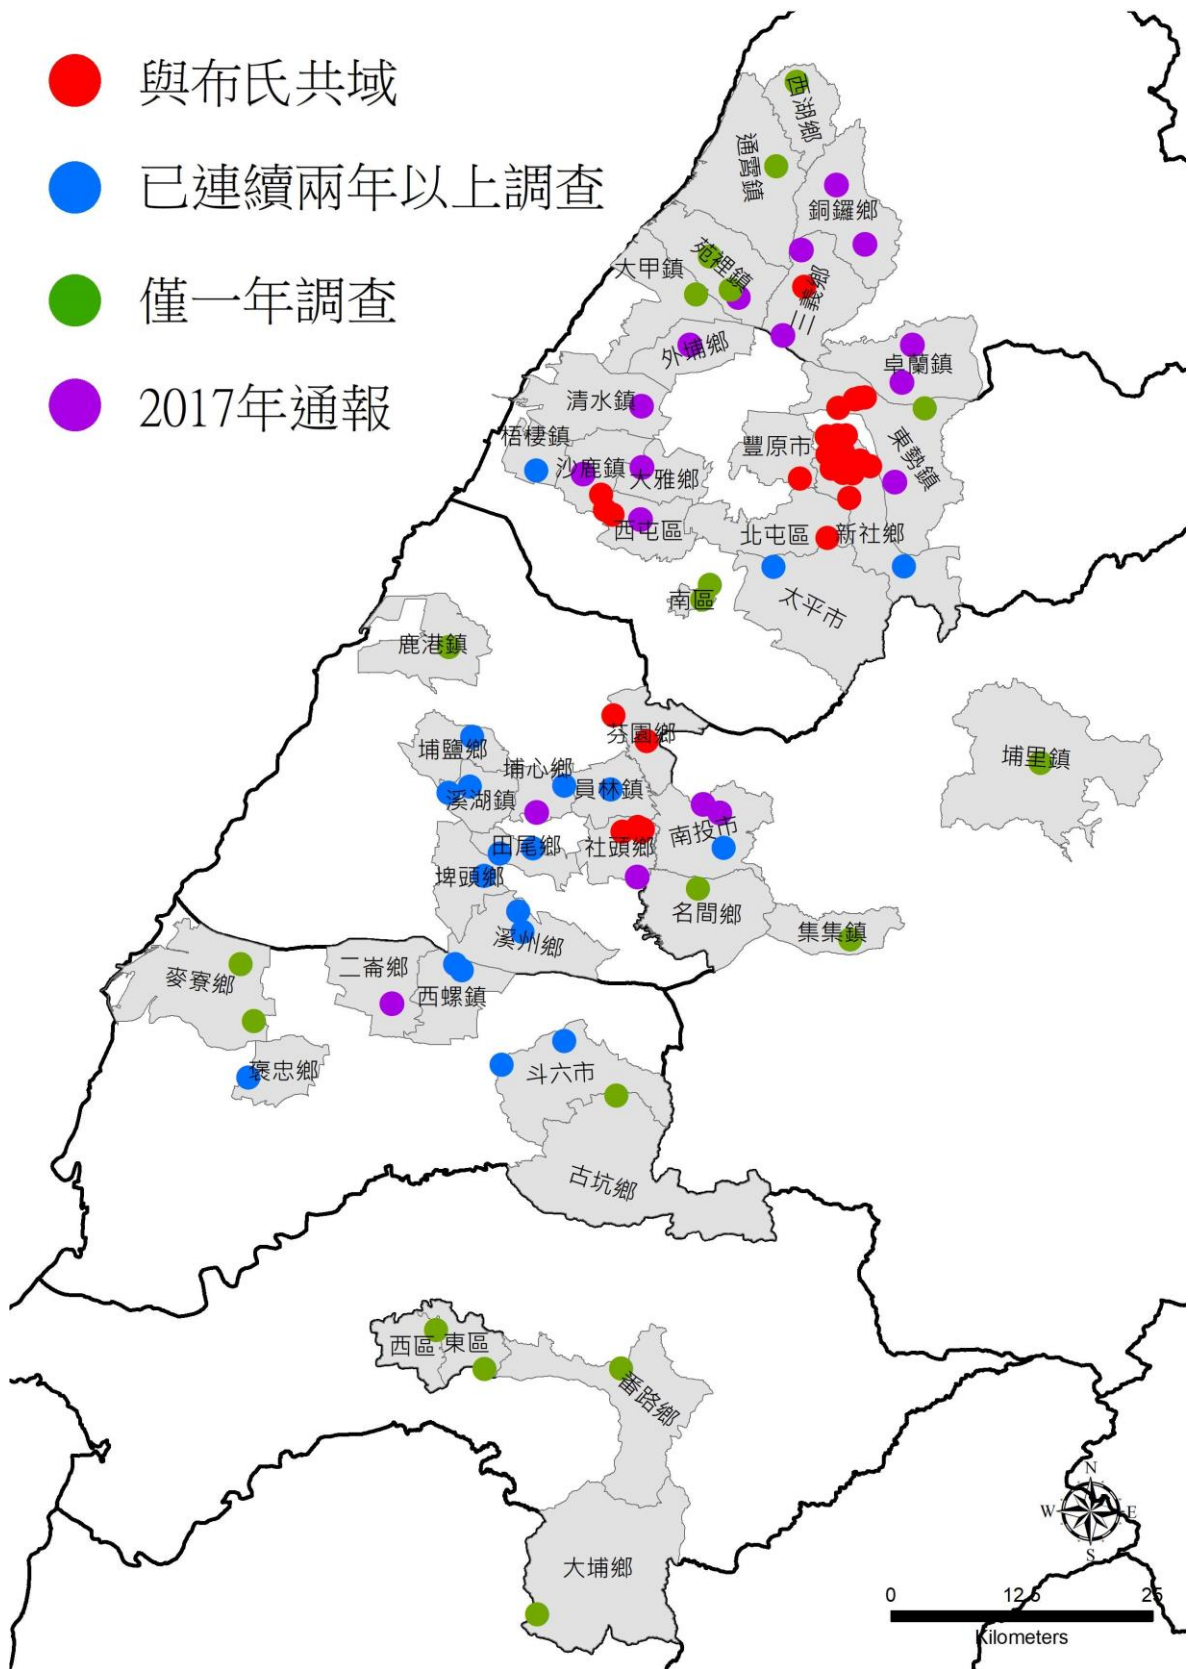 與布氏共域
已連續兩年以上調查
僅一年調查
2017年通報
西湖鄉
通霄鎮
銅鑼鄉
苑裡鎮
大甲鎮
三義鄉
外埔鄉
卓蘭鎮
清水鎮
梧棲鎮
豐原市
東勢鎮
沙鹿鎮
大雅鄉
西屯區
北屯區
新社鄉
南區
太平市
鹿港鎮
芬園鄉
埔鹽鄉
埔心鄉
埔里鎮
溪湖鎮
員林鎮
南投市
田尾鄉
社頭鄉
埤頭鄉
名間鄉
溪州鄉
集集鎮
二崙鄉
麥寮鄉
西螺鎮
褒忠鄉
斗六市
古坑鄉
西區
東區
番路鄉
大埔鄉
N
W
E
S
0
12.5
25
Kilometers